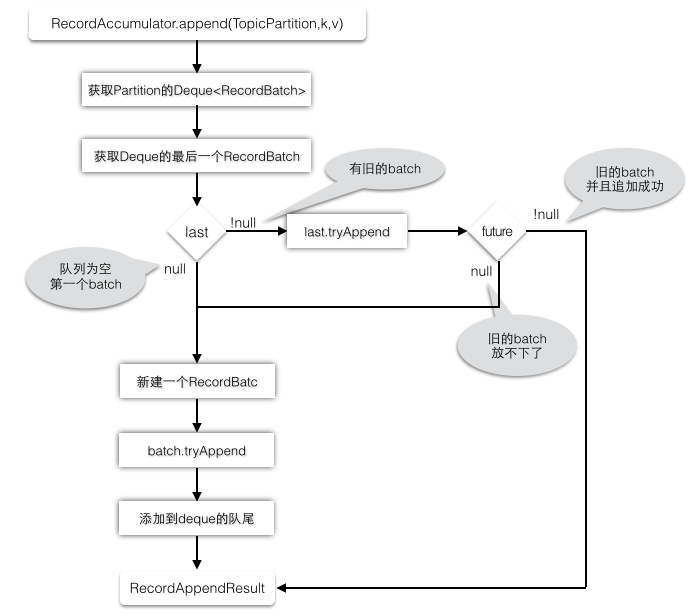 RecordAccumulator.append(TopicPartition,k,v)
获取Partition的Deque<RecordBatch>
获取Deque的最后一个RecordBatch
有旧的batch
旧的batch
并且追加成功
!null
!null
last
last.tryAppend
future
队列为空
第一个batch
null
null
旧的batch
放不下了
新建一个RecordBatc
batch.tryAppend
添加到deque的队尾
RecordAppendResult